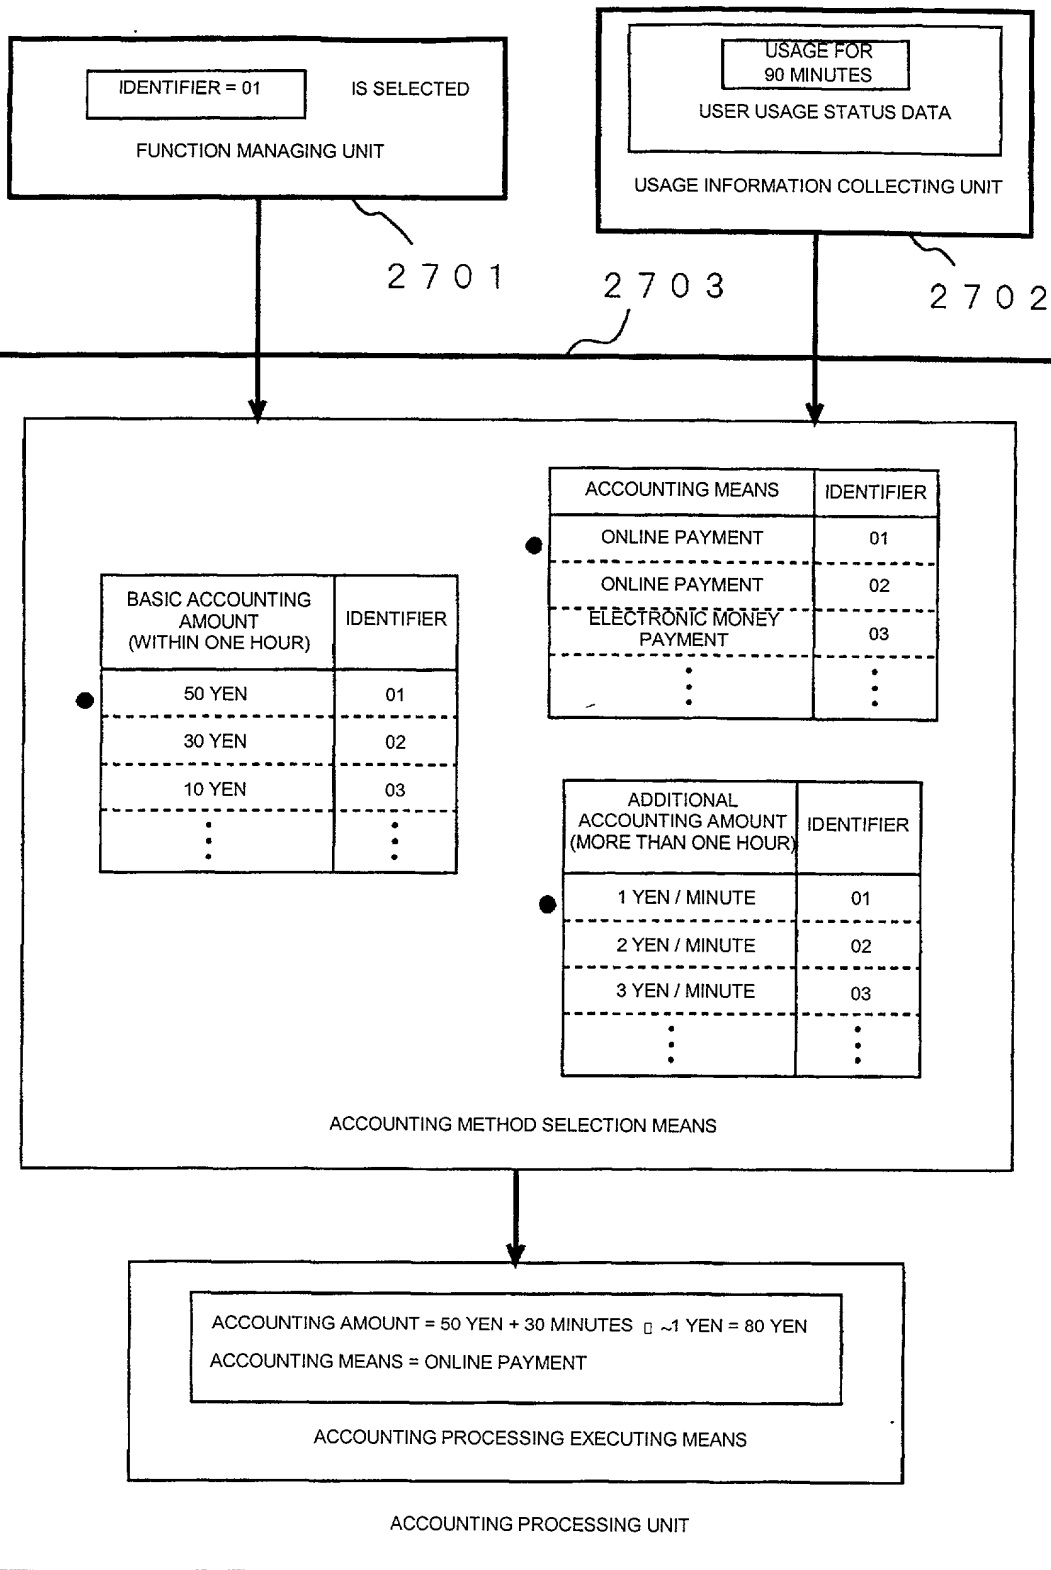 IDENTIFIER = 01 IS SELECTED
FUNCTION MANAGING UNIT
USAGE FOR
90 MINUTES
USER USAGE STATUS DATA
USAGE INFORMATION COLLECTING UNIT
2701
2703
2702
ACCOUNTING MEANS IDENTIFIER
ONLINE PAYMENT 01
ONLINE PAYMENT 02
ELECTRONIC MONEY
PAYMENT 03
BASIC ACCOUNTING
AMOUNT
(WITHIN ONE HOUR) IDENTIFIER
50 YEN 01
30 YEN 02
10 YEN 03
ADDITIONAL
ACCOUNTING AMOUNT
(MORE THAN ONE HOUR) IDENTIFIER
1 YEN / MINUTE 01
2 YEN / MINUTE 02
3 YEN / MINUTE 03
ACCOUNTING METHOD SELECTION MEANS
ACCOUNTING AMOUNT = 50 YEN + 30 MINUTES ▯ ~1 YEN = 80 YEN
ACCOUNTING MEANS = ONLINE PAYMENT
ACCOUNTING PROCESSING EXECUTING MEANS
ACCOUNTING PROCESSING UNIT